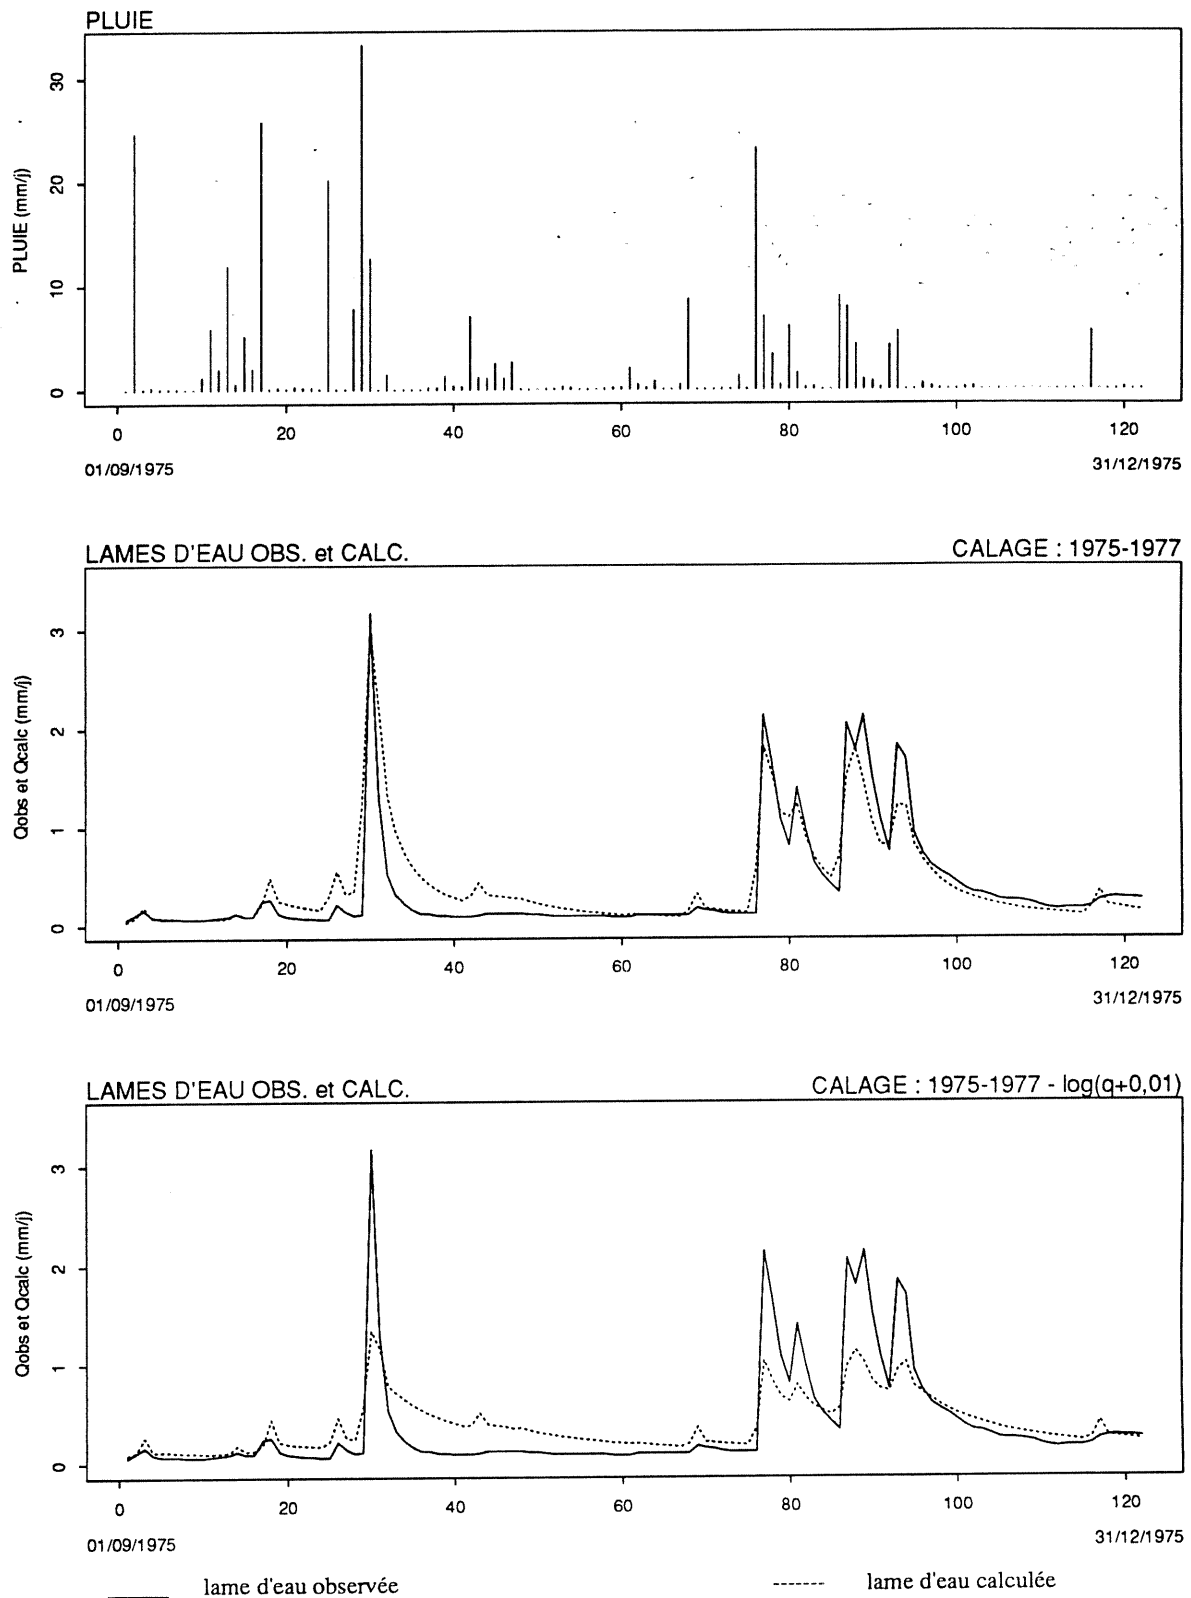 PLUIE
PLUIE (mm/j)
30
20
10
0
0 20 40 60 80 100 120
01/09/1975 31/12/1975
LAMES D'EAU OBS. et CALC. CALAGE : 1975-1977
Qobs et Qcalc (mm/j)
3
2
1
0
0 20 40 60 80 100 120
01/09/1975 31/12/1975
LAMES D'EAU OBS. et CALC. CALAGE : 1975-1977 - log(q+0,01)
Qobs et Qcalc (mm/j)
3
2
1
0
0 20 40 60 80 100 120
01/09/1975 31/12/1975
lame d'eau observée lame d'eau calculée